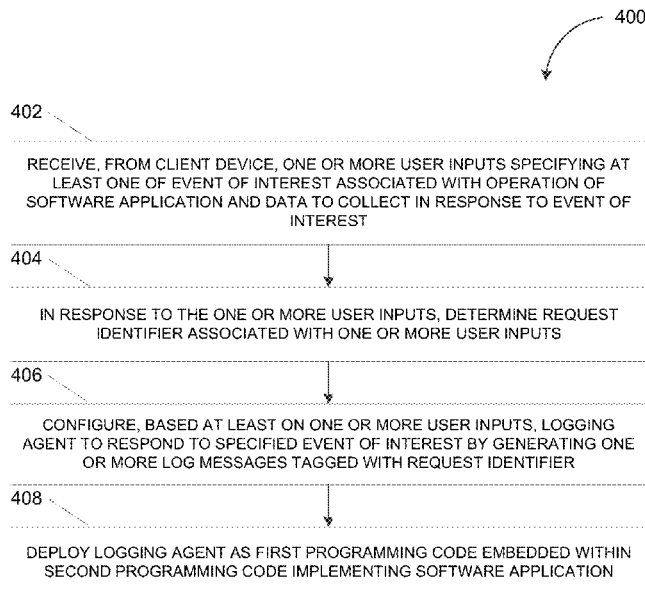 400
402
RECEIVE, FROM CLIENT DEVICE, ONE OR MORE USER INPUTS SPECIFYING AT
LEAST ONE OF EVENT OF INTEREST ASSOCIATED WITH OPERATION OF
SOFTWARE APPLICATION AND DATA TO COLLECT IN RESPONSE TO EVENT OF
INTEREST
404
IN RESPONSE TO THE ONE OR MORE USER INPUTS, DETERMINE REQUEST
IDENTIFIER ASSOCIATED WITH ONE OR MORE USER INPUTS
406
CONFIGURE, BASED AT LEAST ON ONE OR MORE USER INPUTS, LOGGING
AGENT TO RESPOND TO SPECIFIED EVENT OF INTEREST BY GENERATING ONE
OR MORE LOG MESSAGES TAGGED WITH REQUEST IDENTIFIER
408
DEPLOY LOGGING AGENT AS FIRST PROGRAMMING CODE EMBEDDED WITHIN
SECOND PROGRAMMING CODE IMPLEMENTING SOFTWARE APPLICATION